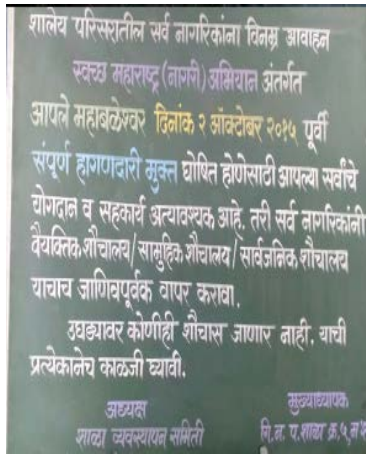 शालेय परिसरातील सर्व नागरिकांना विनम्र आवाहन
स्वच्छ महाराष्ट्र (नागरी) अभियान अंतर्गत
आपले महाबळेश्वर दिनांक २ ऑक्टोबर २०१५ पूर्वी
संपूर्ण हागणदारी मुक्त घोषित होणेसाठी आपल्या सर्वांचे
योगदान व सहकार्य अत्यावश्यक आहे. तरी सर्व नागरिकांनी
वैयक्तिक शौचालय/सामुहिक शौचालय/सार्वजनिक शौचालय
याचाच जाणिवपूर्वक वापर करावा.
उघड्यावर कोणीही शौचास जाणार नाही. याची
प्रत्येकानेच काळजी घ्यावी.
अध्यक्ष मुख्याध्यापक
शाळा व्यवस्थापन समिती गि. न. प. शाळा क्र. ५